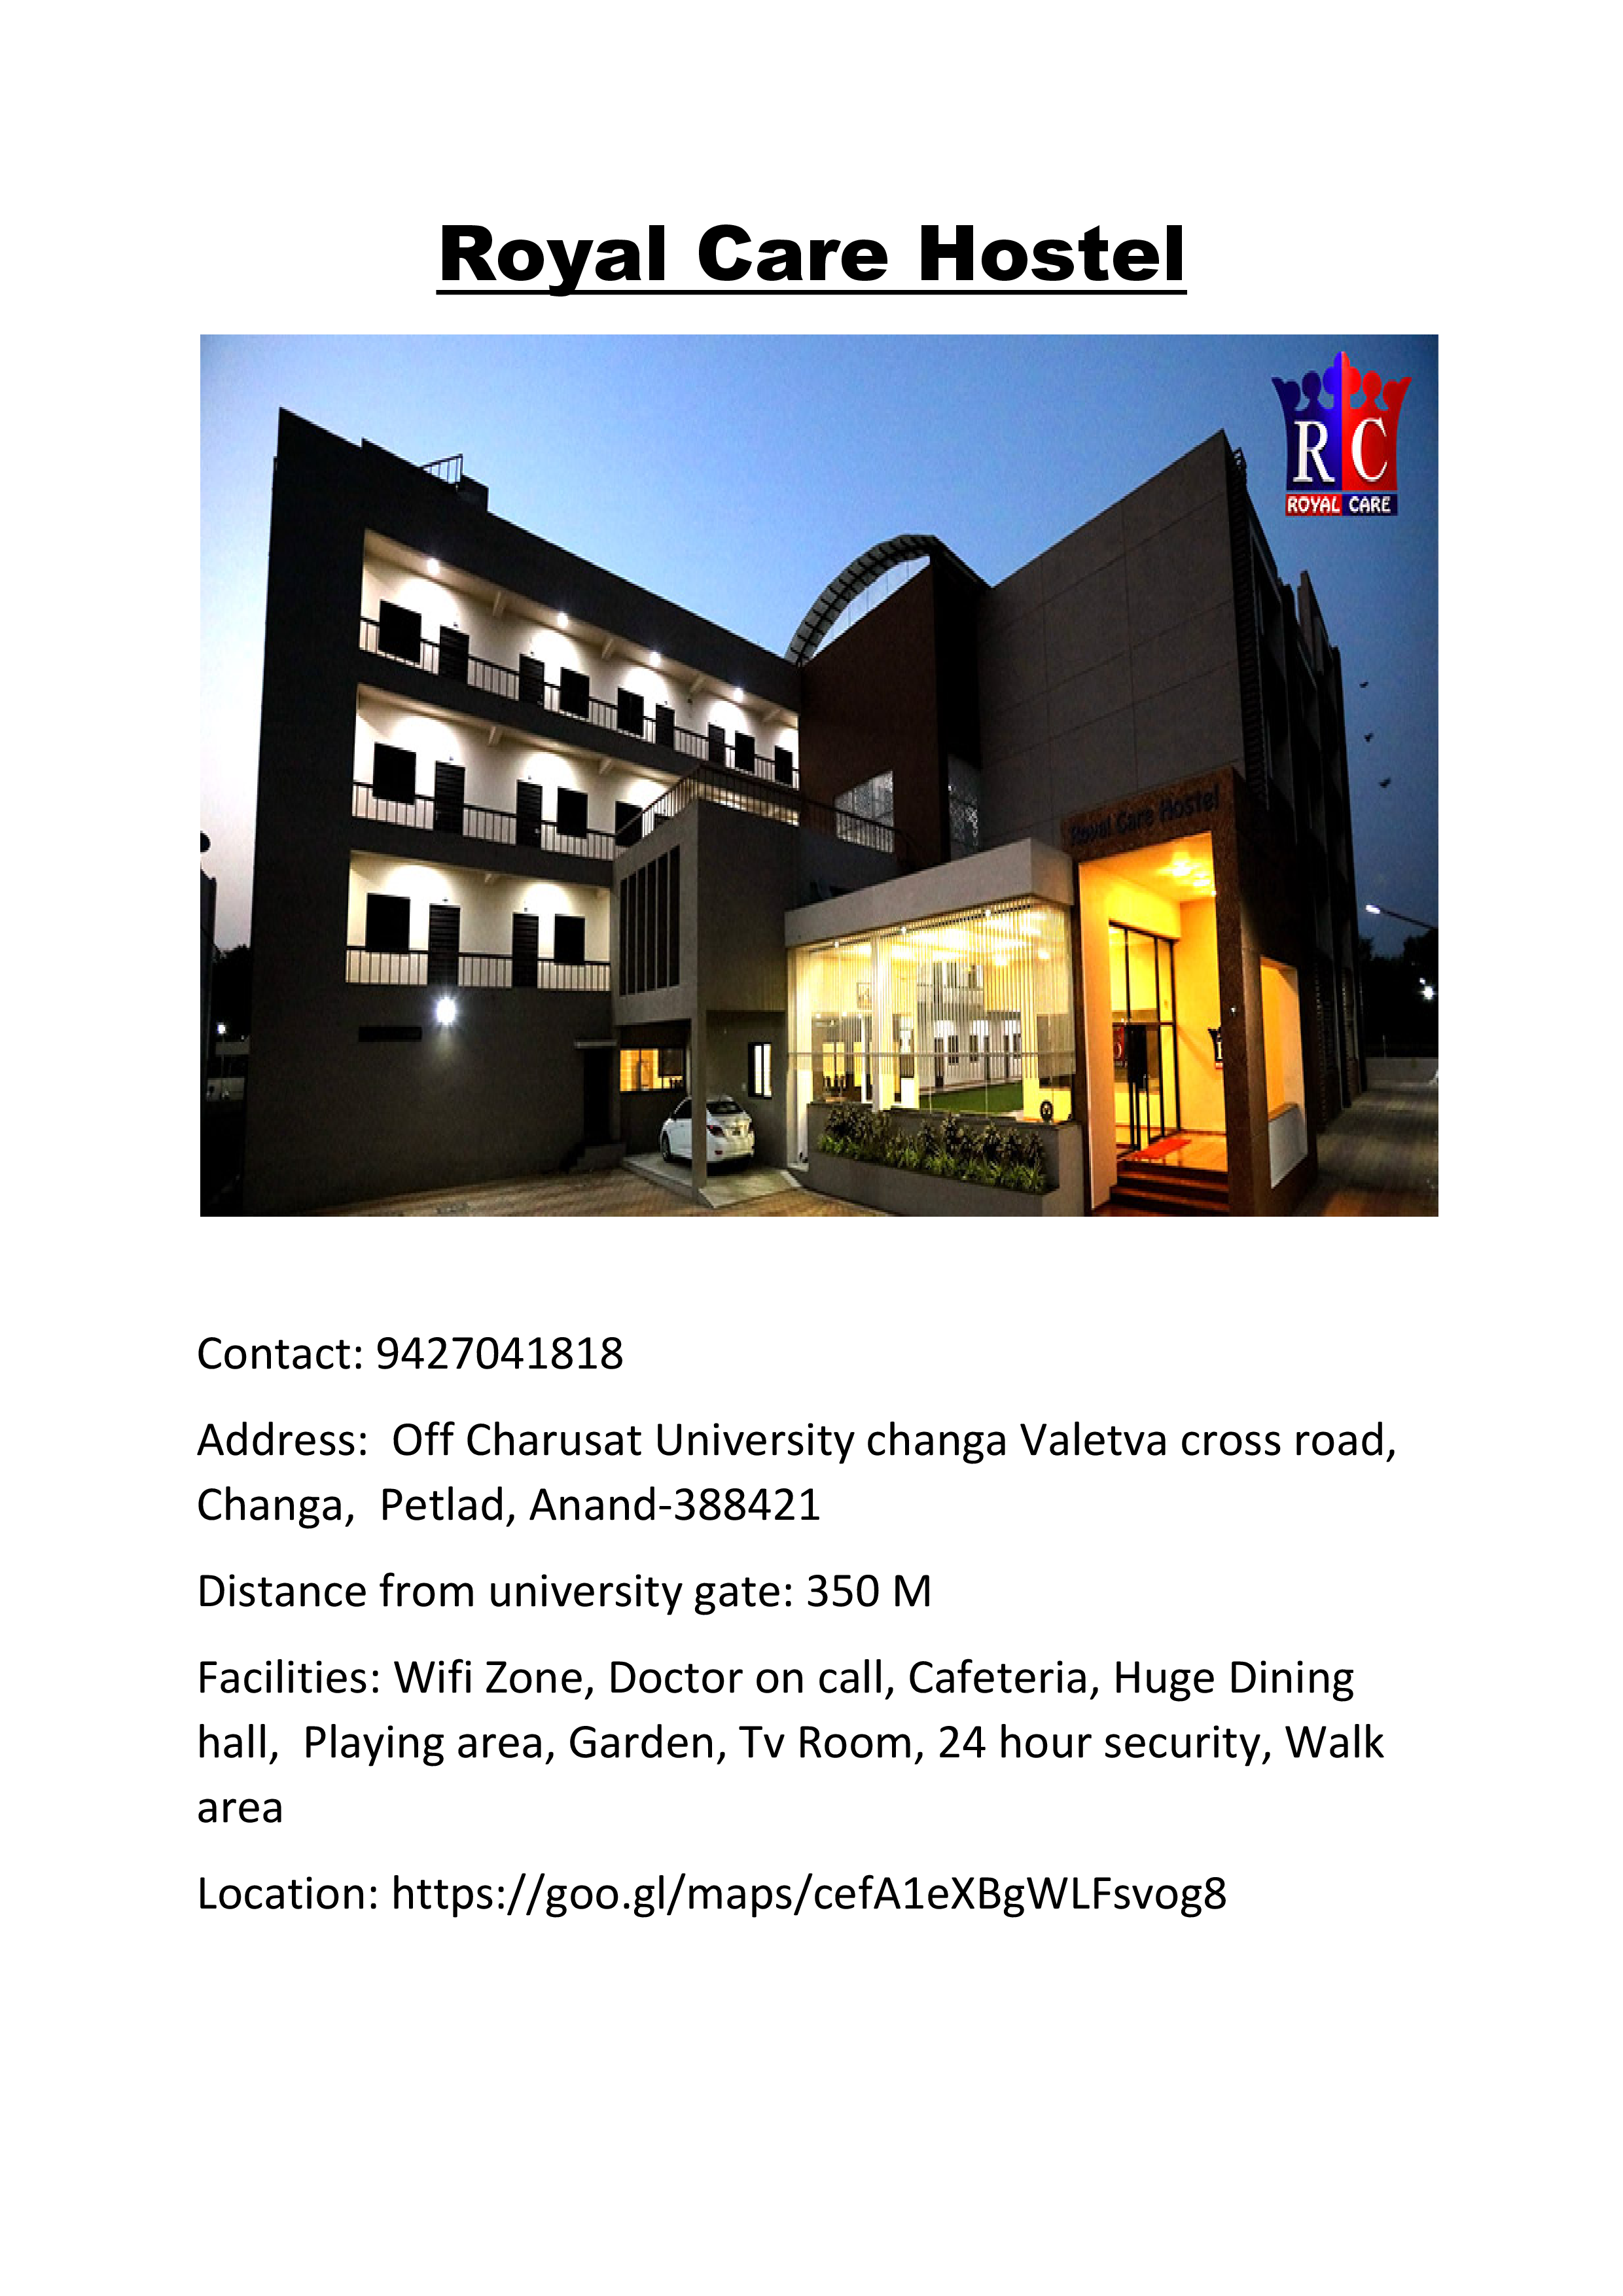 Royal Care Hostel
R C
ROYAL CARE
Royal Care Hostel
Contact: 9427041818
Address:  Off Charusat University changa Valetva cross road,
Changa,  Petlad, Anand-388421
Distance from university gate: 350 M
Facilities: Wifi Zone, Doctor on call, Cafeteria, Huge Dining
hall,  Playing area, Garden, Tv Room, 24 hour security, Walk
area
Location: https://goo.gl/maps/cefA1eXBgWLFsvog8